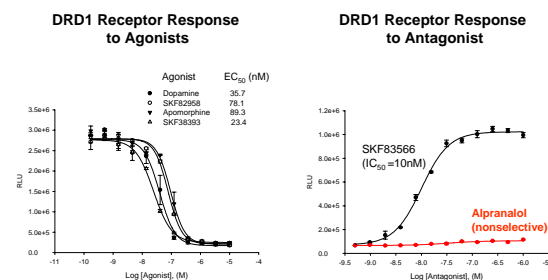 DRD1 Receptor Response
to Agonists
Agonist EC50 (nM)
Dopamine 35.7
SKF82958 78.1
Apomorphine 89.3
SKF38393 23.4
3.5e+6
3.0e+6
2.5e+6
2.0e+6
1.5e+6
1.0e+6
5.0e+5
0.0
RLU
-11 -10 -9 -8 -7 -6 -5 -4
Log [Agonist], (M)
DRD1 Receptor Response
to Antagonist
1.2e+6
1.0e+6
8.0e+5
6.0e+5
4.0e+5
2.0e+5
0.0
RLU
SKF83566
(IC50 =10nM)
Alpranalol
(nonselective)
-9.5 -9.0 -8.5 -8.0 -7.5 -7.0 -6.5 -6.0 -5.5
Log [Antagonist], (M)